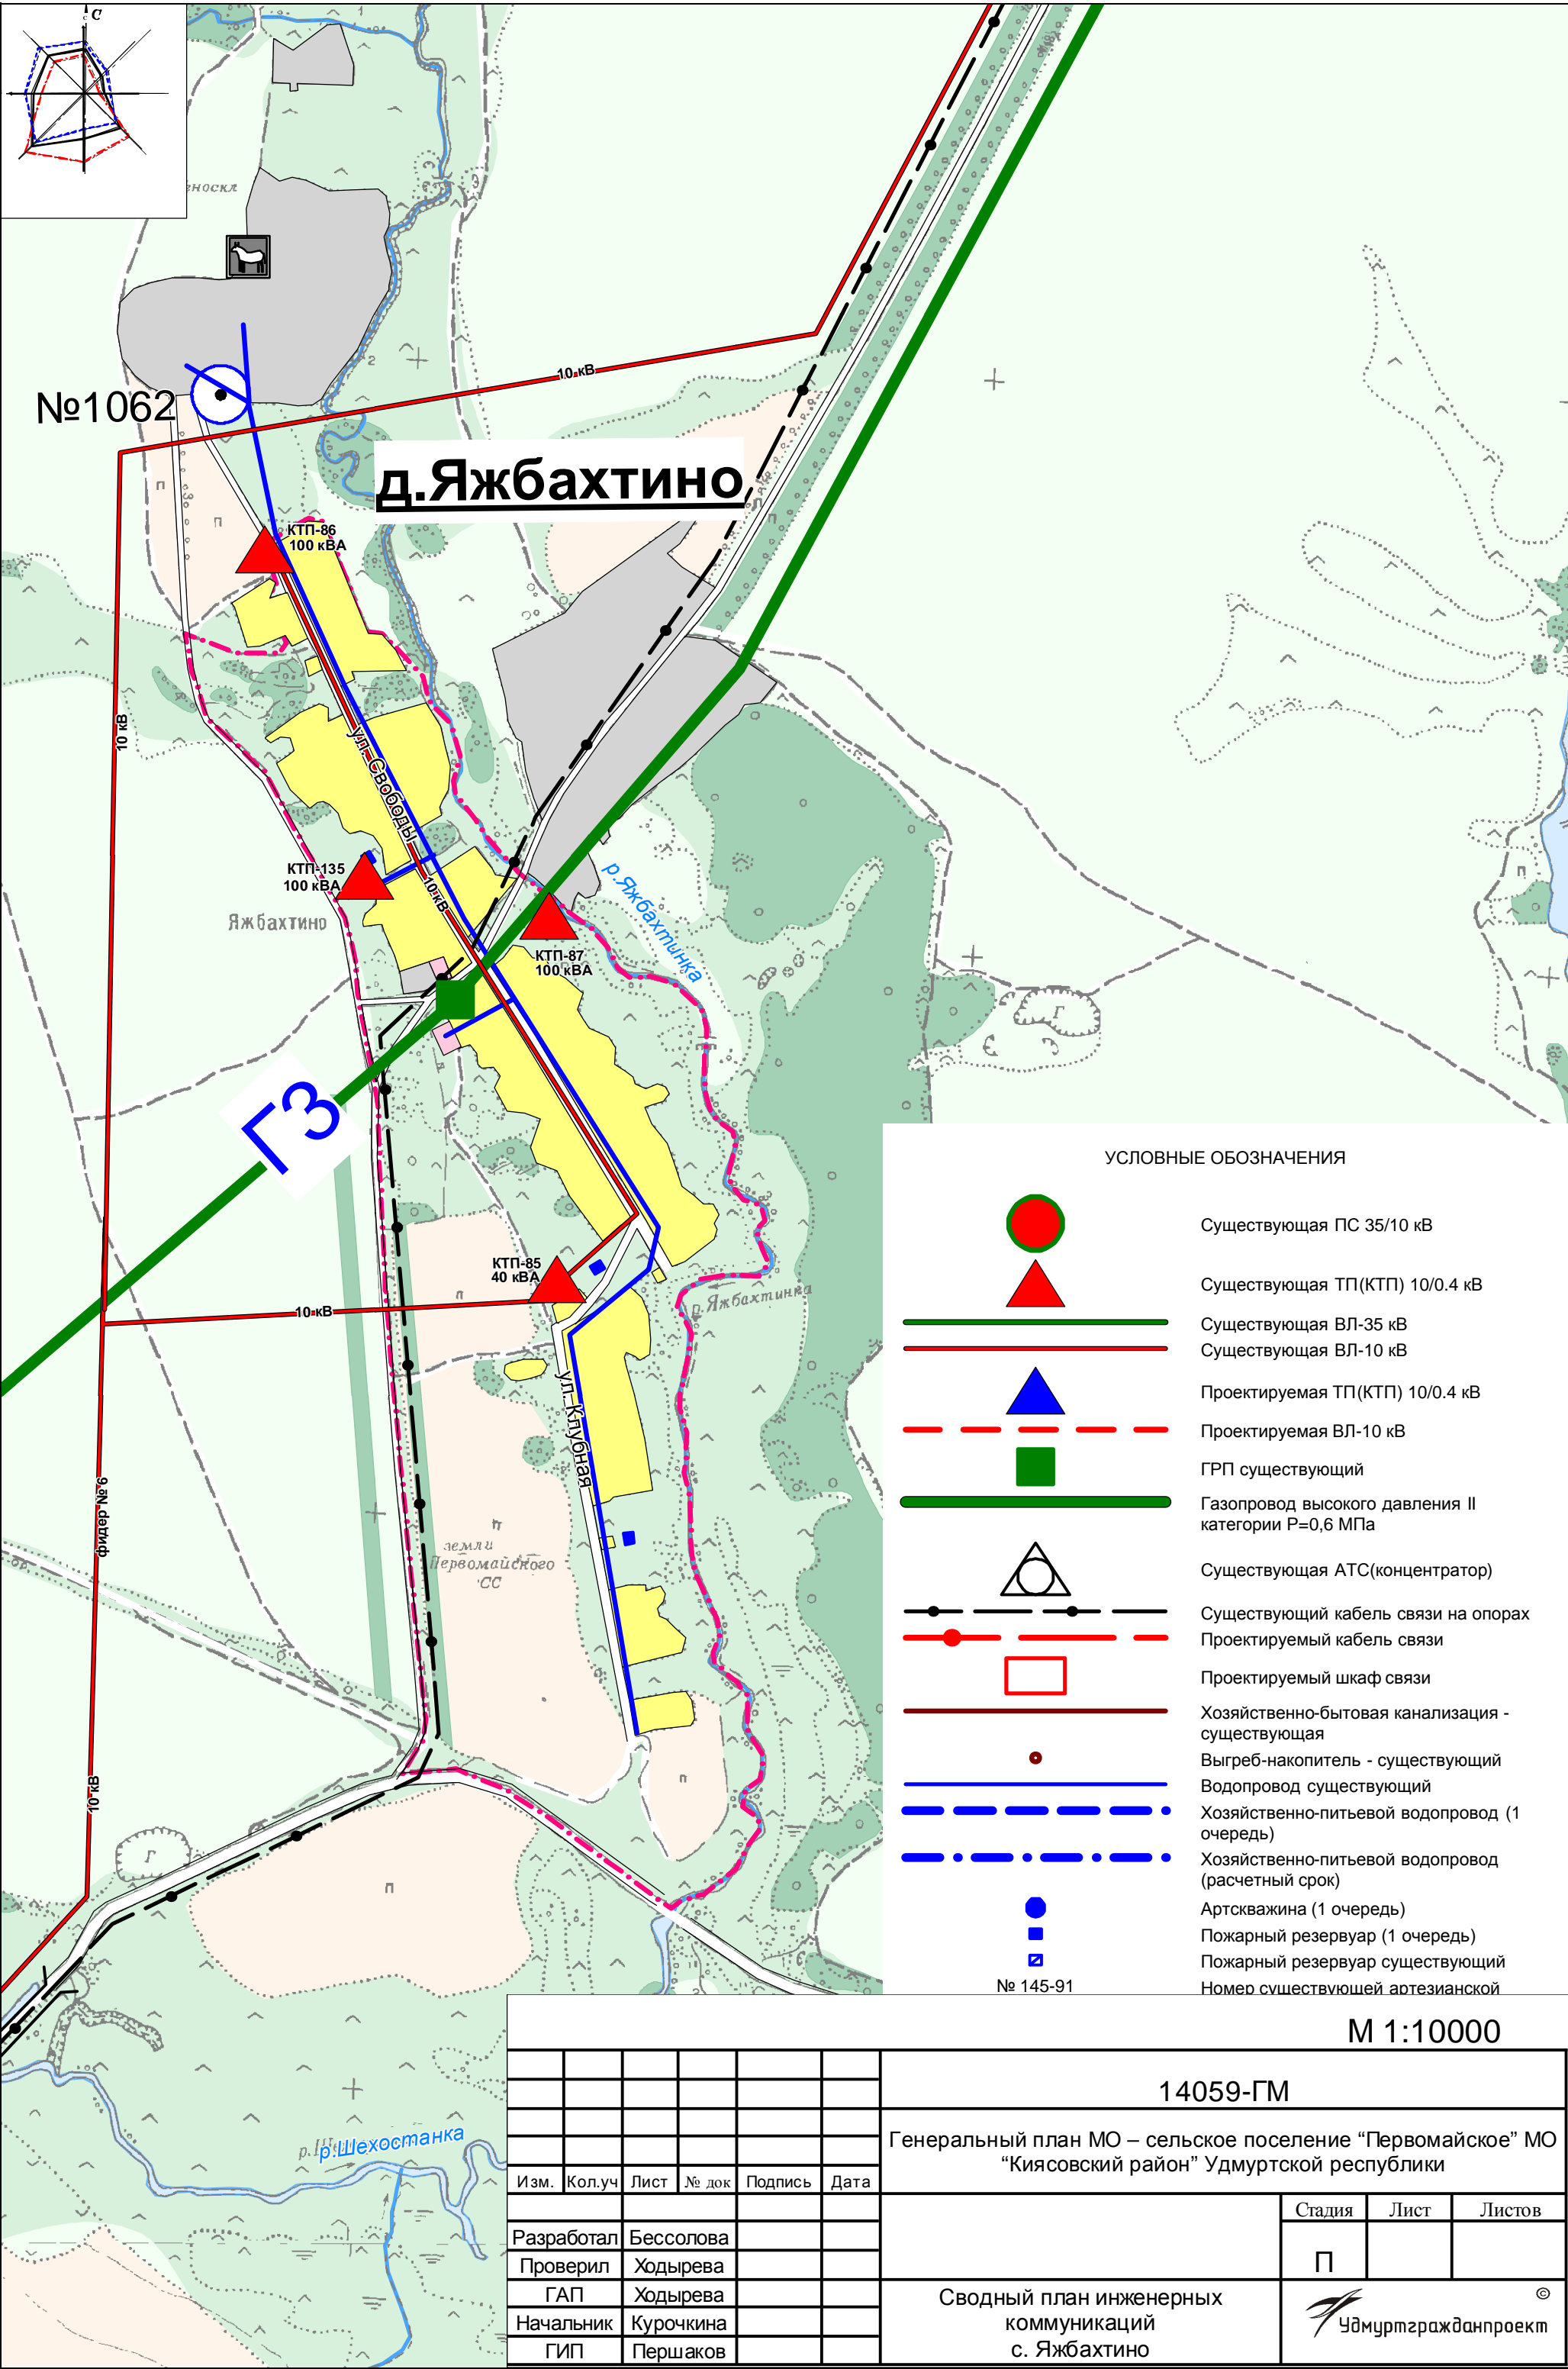 С
№1062
10 кВ
д.Яжбахтино
п
п
п
КТП-86
100 кВА
10 кВ
ул. Свободы
КТП-135
100 кВА
10 кВ
Яжбахтино
р.Яжбахтинка
КТП-87
100 кВА
Г
п
ГЗ
КТП-85
40 кВА
10 кВ
п
р.Яжбахтинка
ул. Клубная
фидер №6
п
земли
Первомайского
СС
10 кВ
п
Г
п
р.Шехостанка
УСЛОВНЫЕ ОБОЗНАЧЕНИЯ
Существующая ПС 35/10 кВ
Существующая ТП(КТП) 10/0.4 кВ
Существующая ВЛ-35 кВ
Существующая ВЛ-10 кВ
Проектируемая ТП(КТП) 10/0.4 кВ
Проектируемая ВЛ-10 кВ
ГРП существующий
Газопровод высокого давления II
категории Р=0,6 МПа
Существующая АТС(концентратор)
Существующий кабель связи на опорах
Проектируемый кабель связи
Проектируемый шкаф связи
Хозяйственно-бытовая канализация -
существующая
Выгреб-накопитель - существующий
Водопровод существующий
Хозяйственно-питьевой водопровод (1
очередь)
Хозяйственно-питьевой водопровод
(расчетный срок)
Артскважина (1 очередь)
Пожарный резервуар (1 очередь)
Пожарный резервуар существующий
№ 145-91 Номер существующей артезианской
М 1:10000
14059-ГМ
Генеральный план МО – сельское поселение “Первомайское” МО
“Киясовский район” Удмуртской республики
Изм. Кол.уч Лист № док Подпись Дата
Стадия Лист Листов
Разработал Бессолова
Проверил Ходырева
П
ГАП Ходырева
Начальник Курочкина
ГИП Першаков
Сводный план инженерных
коммуникаций
с. Яжбахтино
©
Удмуртгражданпроект